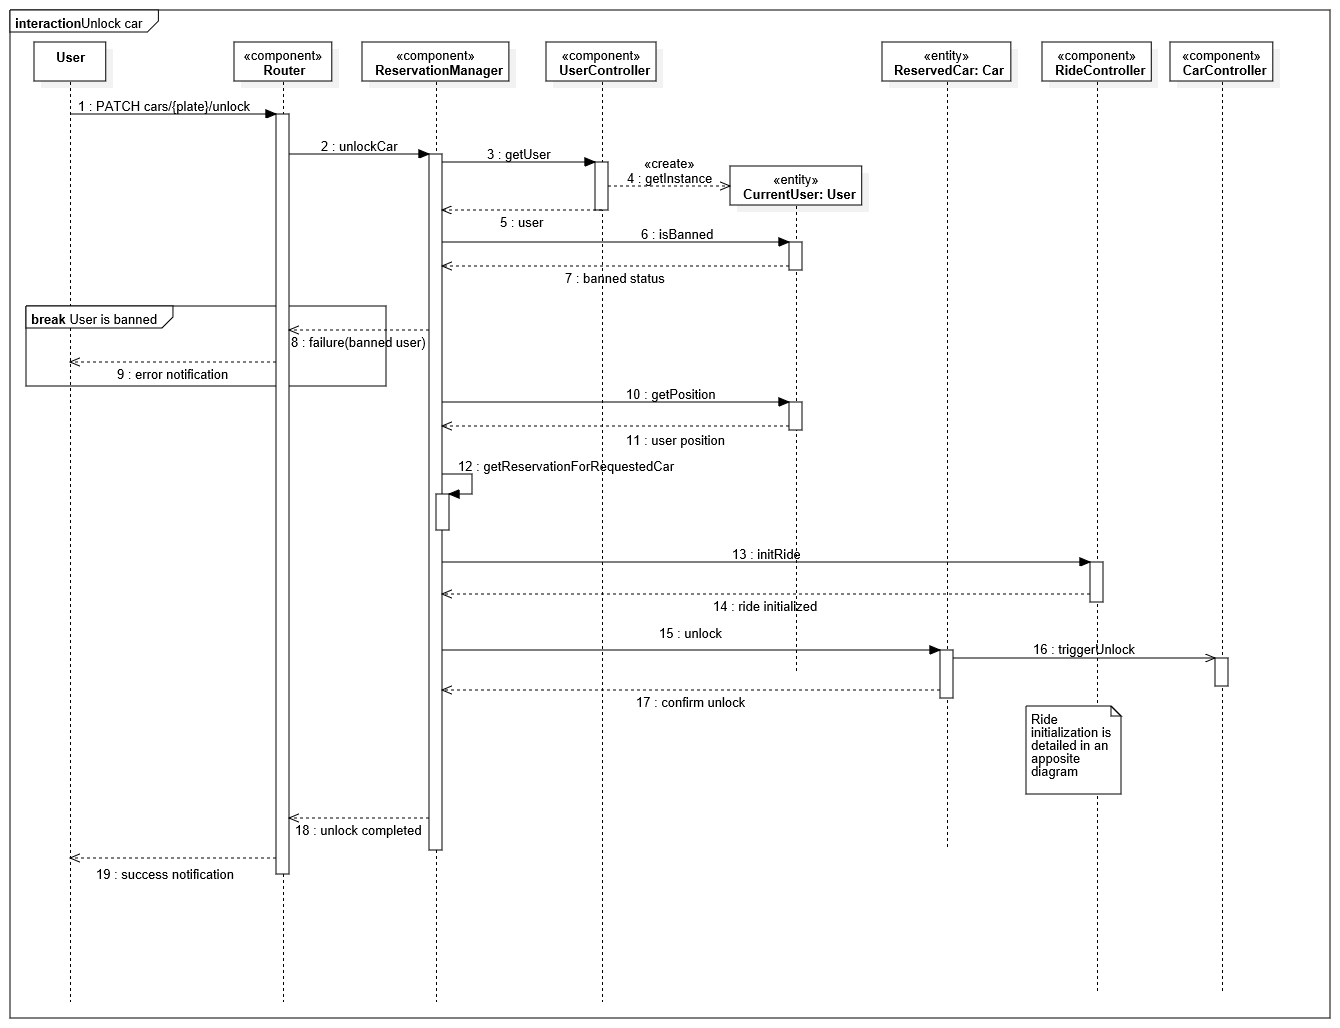 interactionUnlock car
User
«component»
Router
«component»
ReservationManager
«component»
UserController
«entity»
ReservedCar: Car
«component»
RideController
«component»
CarController
1 : PATCH cars/{plate}/unlock
2 : unlockCar
3 : getUser
«create»
4 : getInstance
«entity»
CurrentUser: User
5 : user
6 : isBanned
7 : banned status
break User is banned
8 : failure(banned user)
9 : error notification
10 : getPosition
11 : user position
12 : getReservationForRequestedCar
13 : initRide
14 : ride initialized
15 : unlock
16 : triggerUnlock
17 : confirm unlock
Ride
initialization is
detailed in an
apposite
diagram
18 : unlock completed
19 : success notification